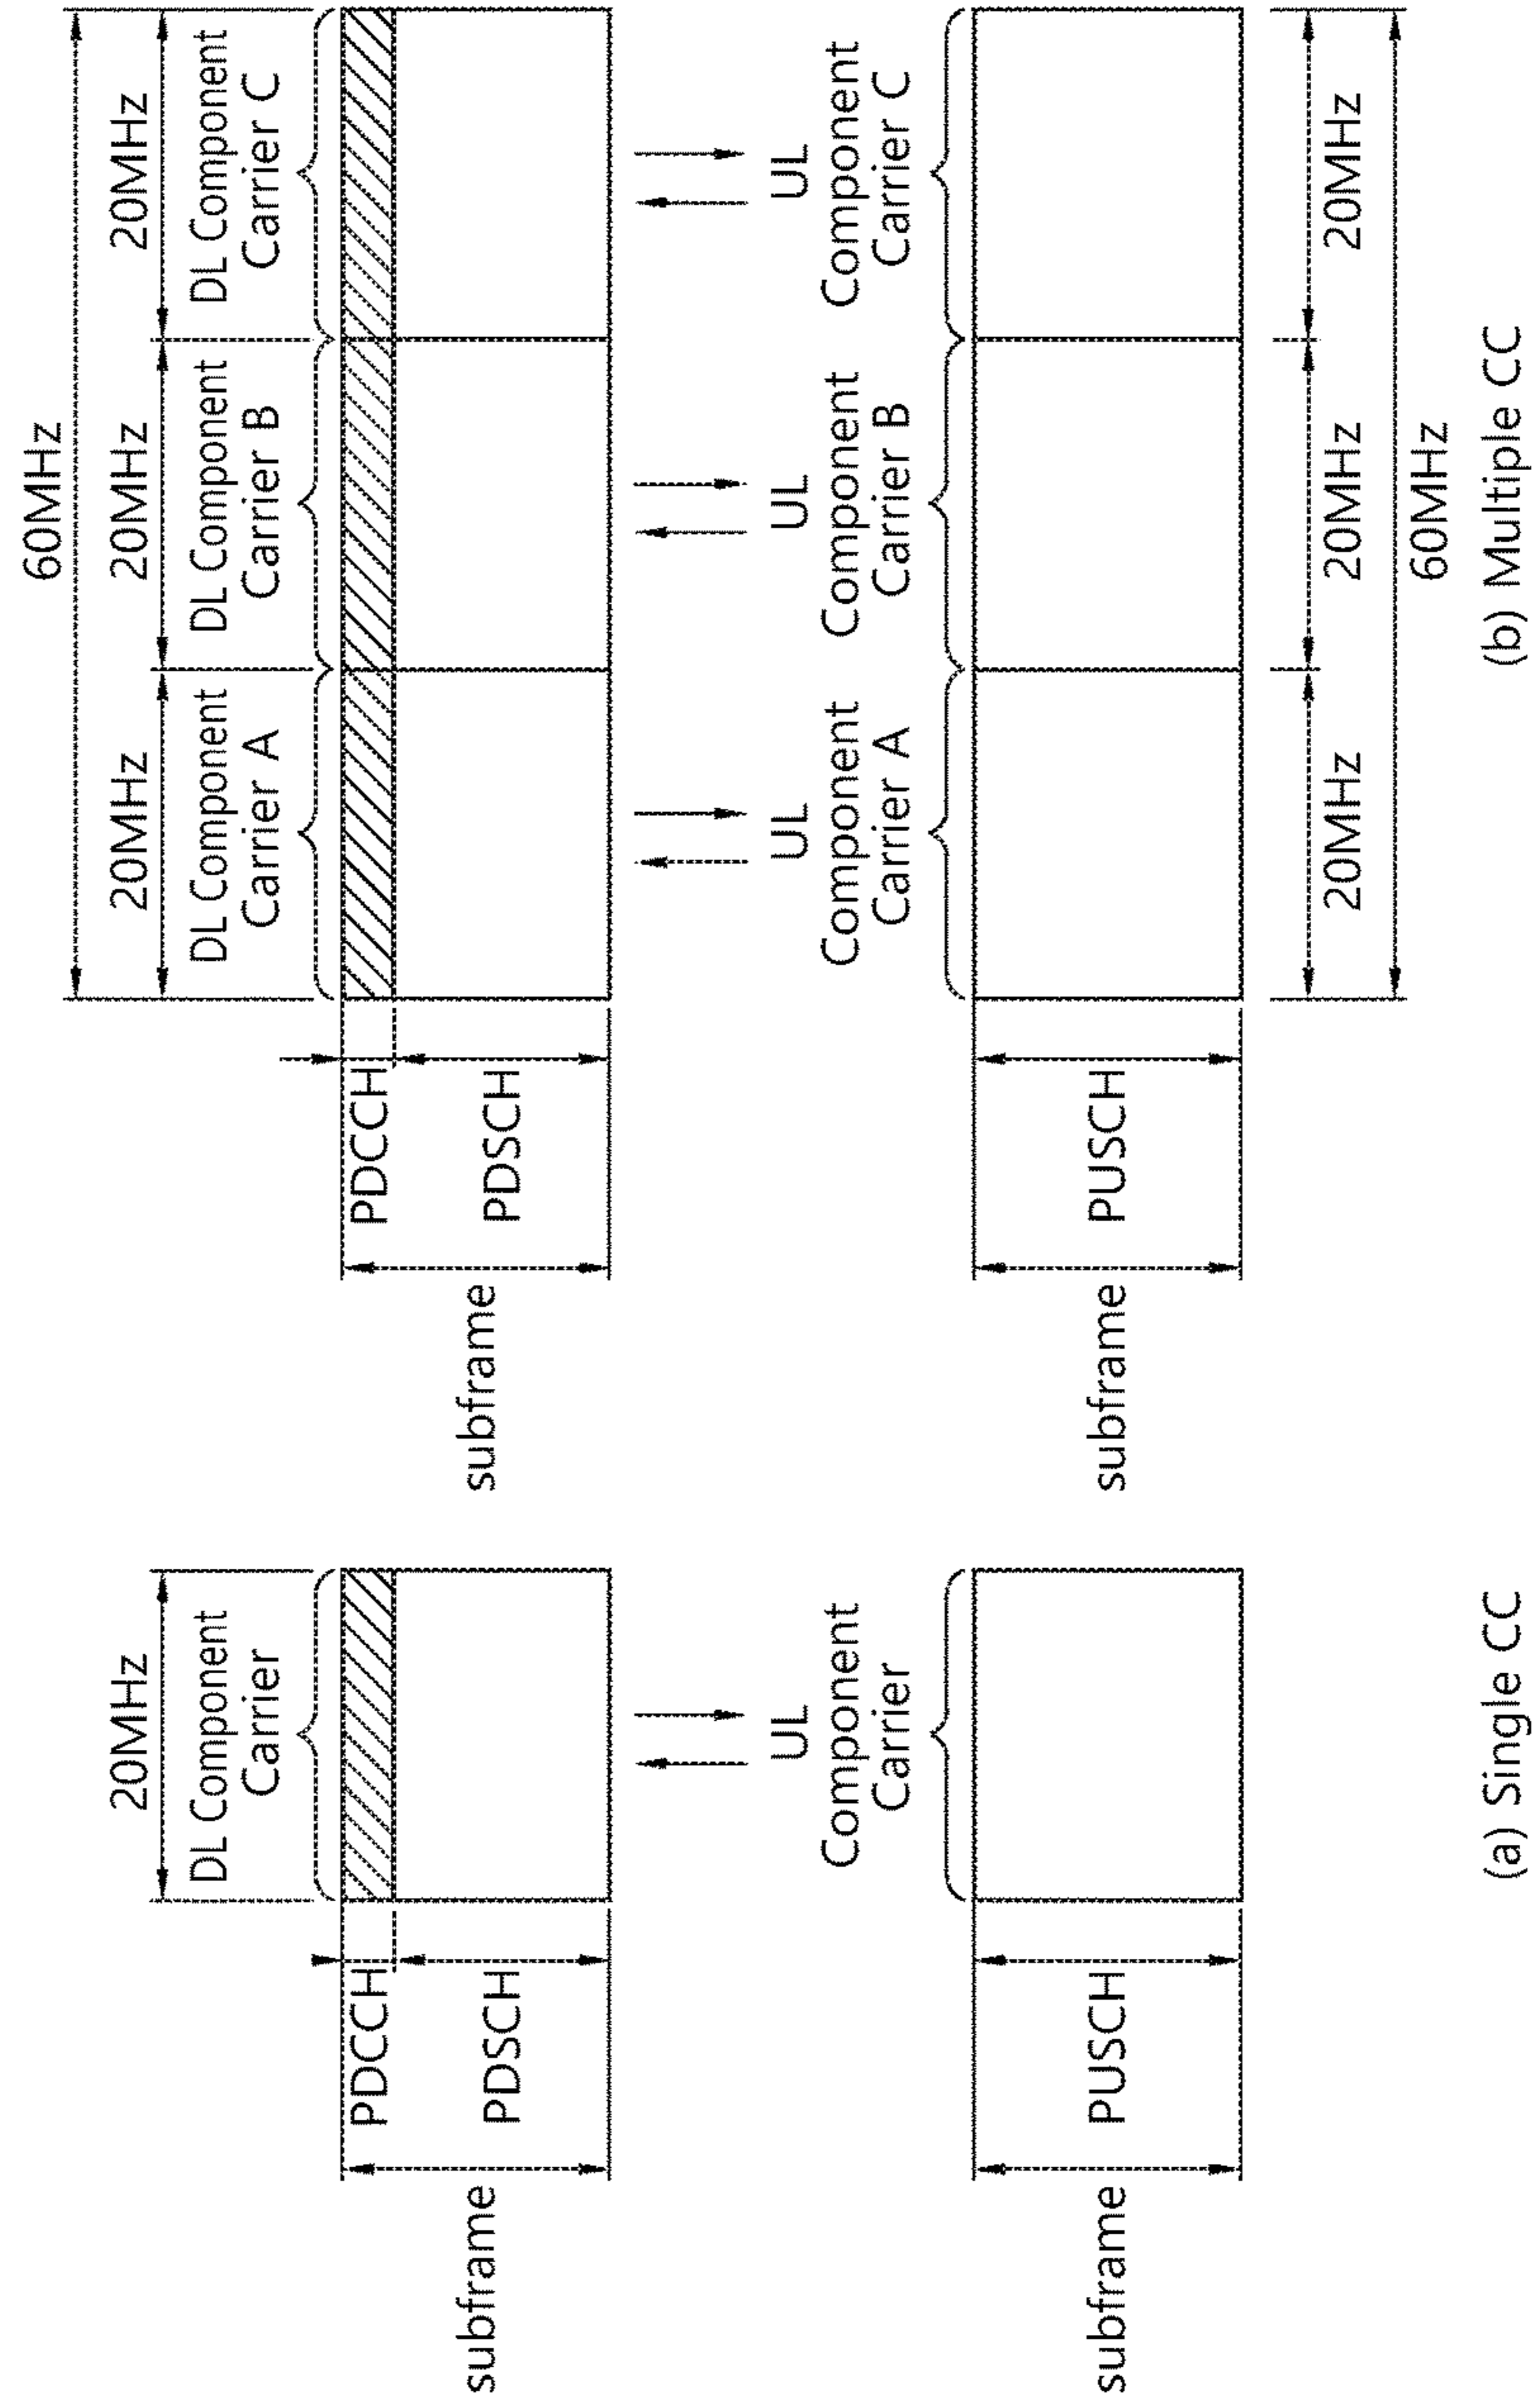 20MHz
DL Component
Carrier
PDCCH
PDSCH
subframe
UL
Component
Carrier
PUSCH
subframe
(a) Single CC
60MHz
20MHz
20MHz
20MHz
DL Component
Carrier A
DL Component
Carrier B
DL Component
Carrier C
PDCCH
PDSCH
subframe
UL
Component
Carrier A
UL
Component
Carrier B
UL
Component
Carrier C
PUSCH
subframe
20MHz
20MHz
20MHz
60MHz
(b) Multiple CC